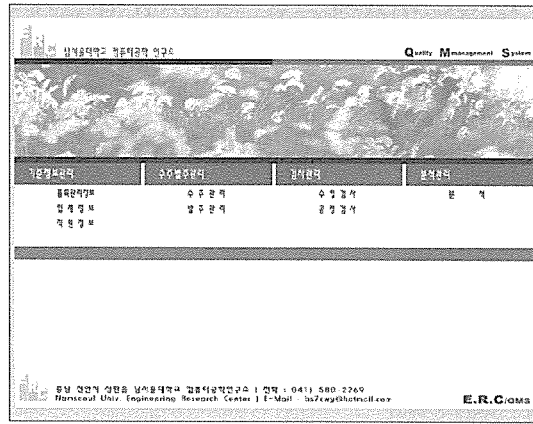 남서울대학교 컴퓨터공학 연구소
Quality Mmanagement System
기준정보관리 수주발주관리 검사관리 분석관리
품목관리정보 수 주 관 리 수 입 검 사 분 석
업 체 정 보 발 주 관 리 공 정 검 사
직 원 정 보
충남 천안시 성환읍 남서울대학교 컴퓨터공학연구소 | 전화 : 041) 580-2269
Namseoul Univ. Engineering Research Center | E-Mail :
E.R.C/QMS